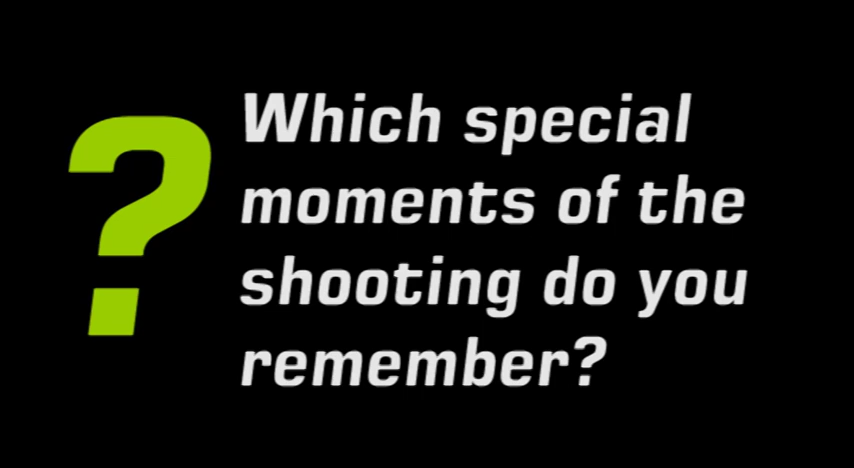 ?
Which special
moments of the
shooting do you
remember?